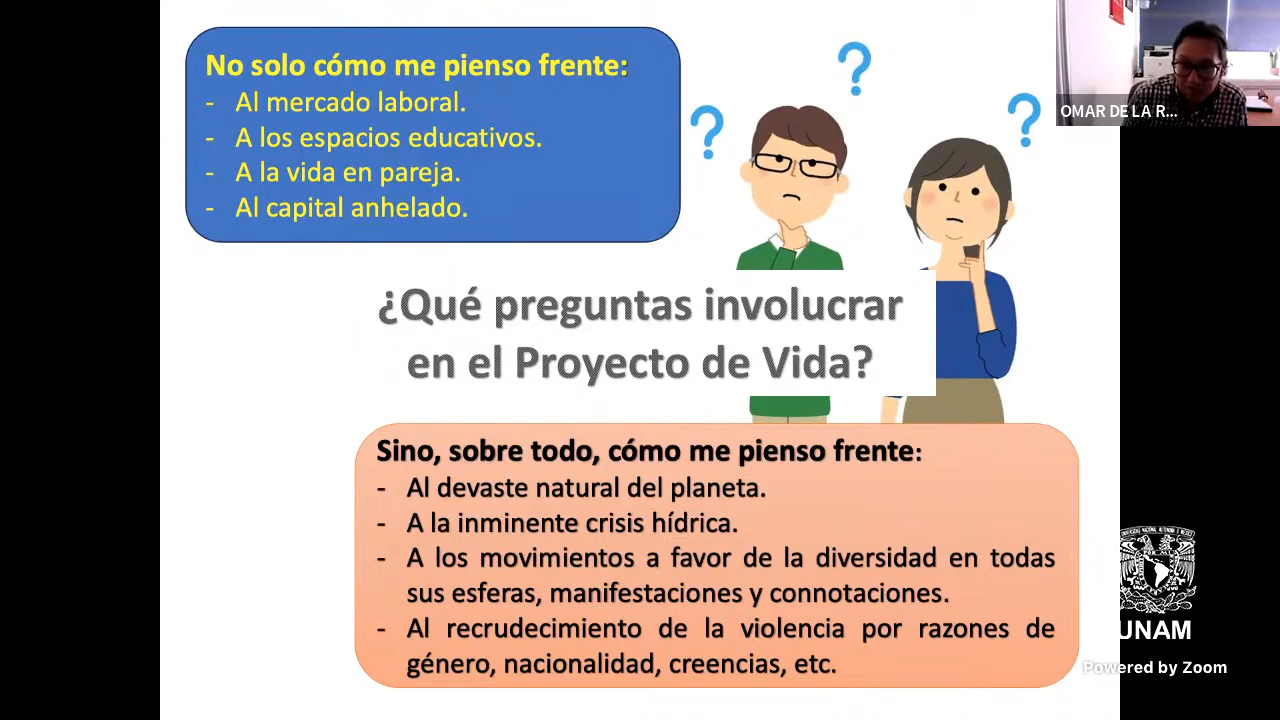 No solo cómo me pienso frente:
- Al mercado laboral.
- A los espacios educativos.
- A la vida en pareja.
- Al capital anhelado.
OMAR DE LA R...
¿Qué preguntas involucrar
en el Proyecto de Vida?
Sino, sobre todo, cómo me pienso frente:
- Al devaste natural del planeta.
- A la inminente crisis hídrica.
- A los movimientos a favor de la diversidad en todas
sus esferas, manifestaciones y connotaciones.
- Al recrudecimiento de la violencia por razones de
género, nacionalidad, creencias, etc.
UNAM
Powered by Zoom